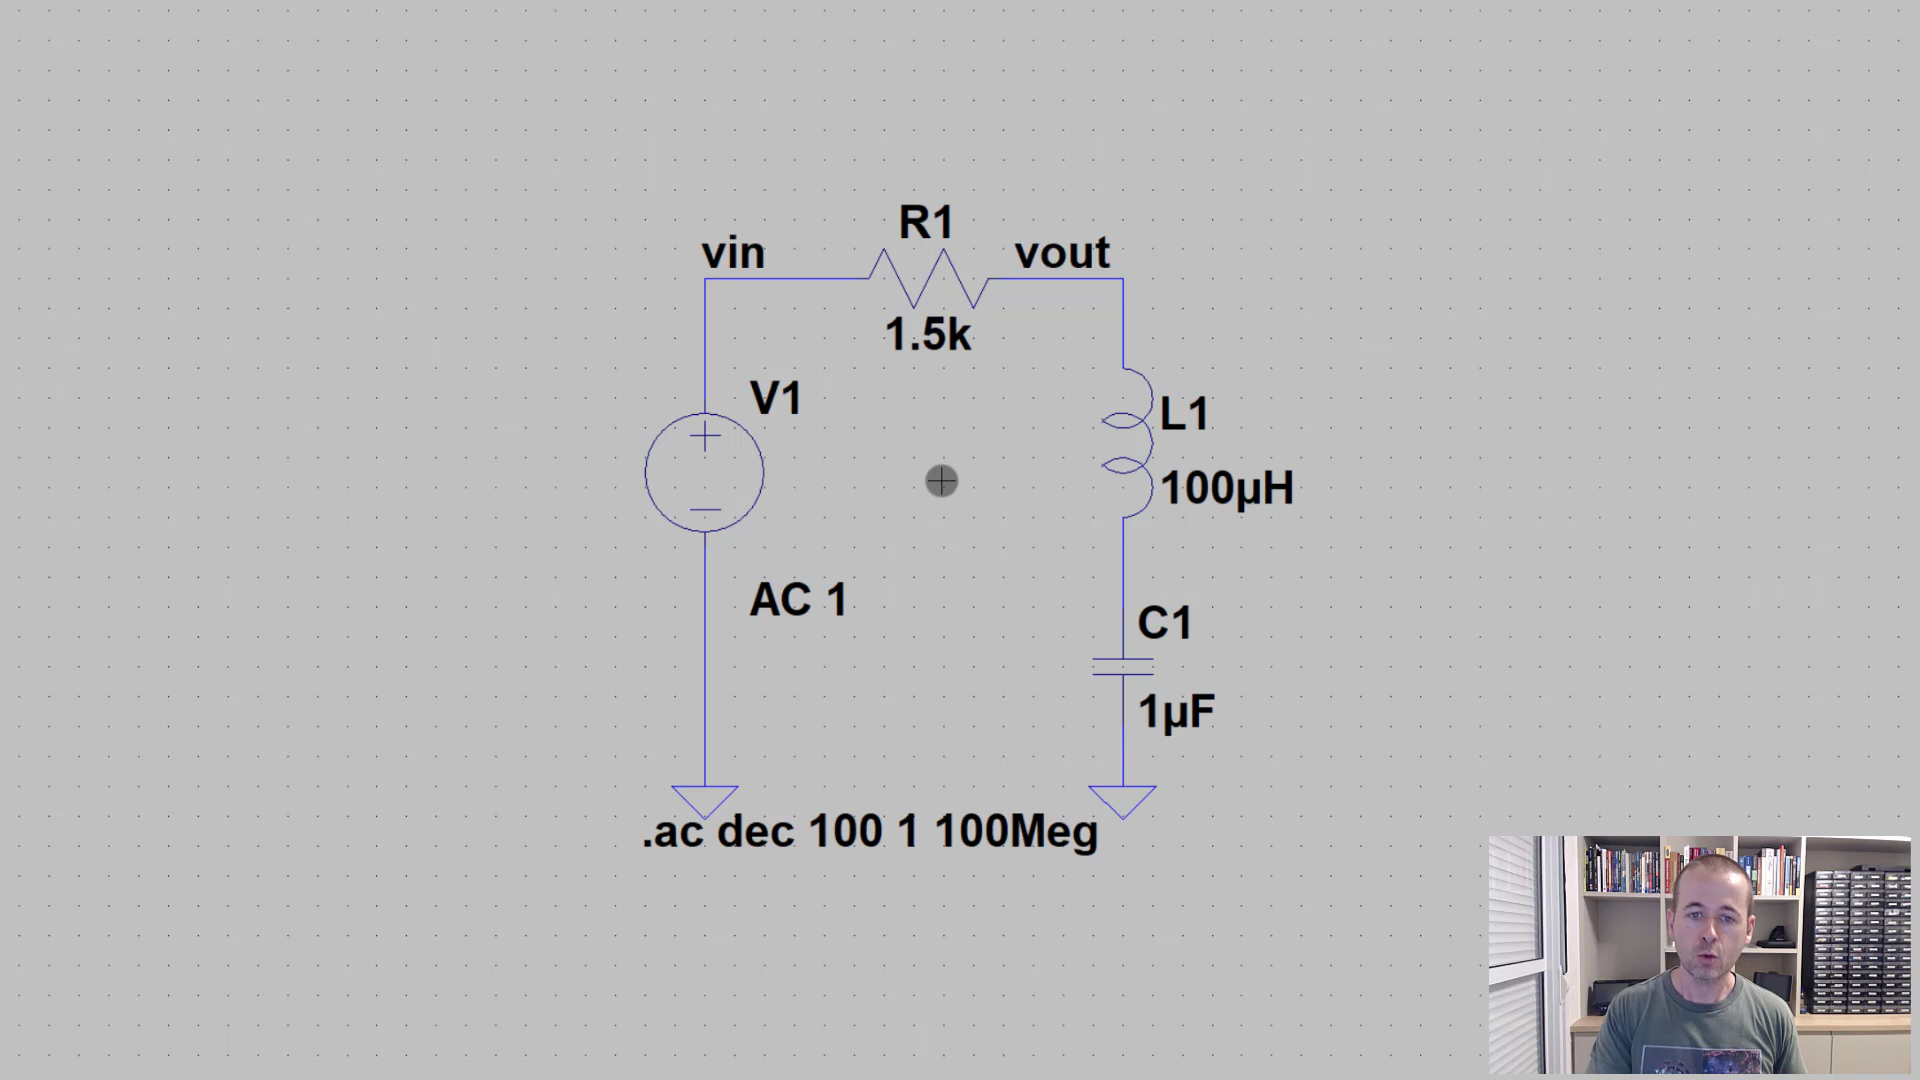 R1
vin
vout
1.5k
V1
L1
100µH
AC 1
C1
1µF
.ac dec 100 1 100Meg